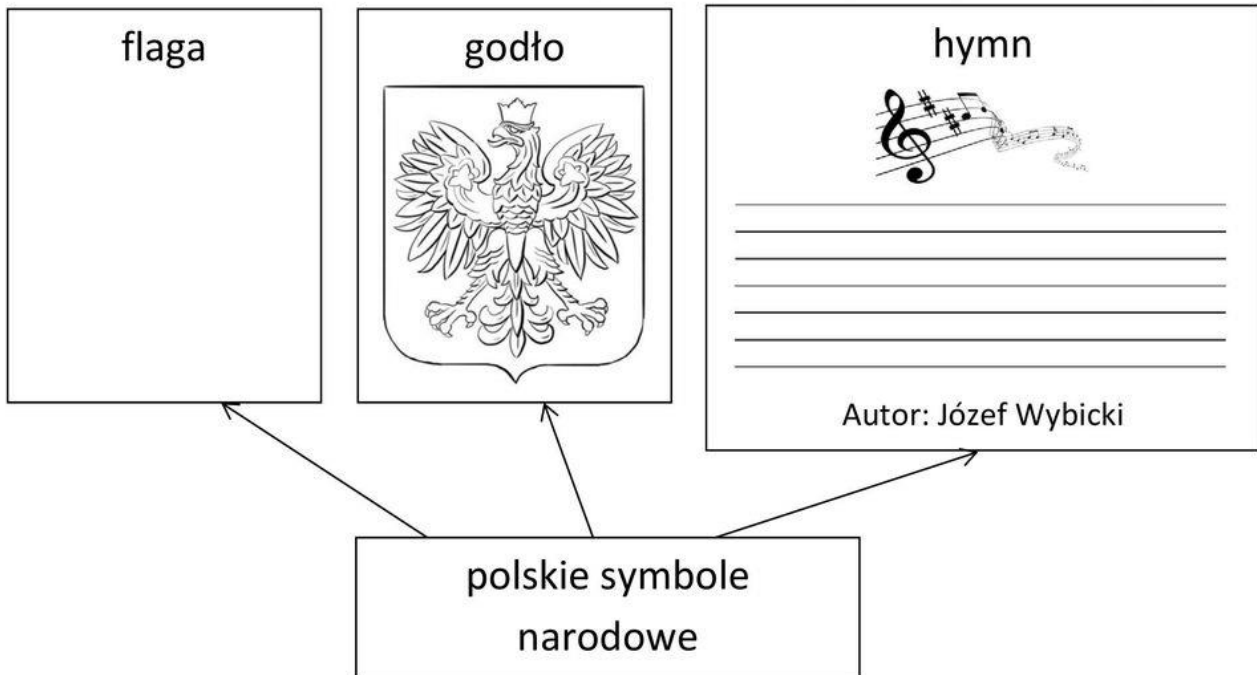 flaga
godło
hymn
Autor: Józef Wybicki
polskie symbole
narodowe